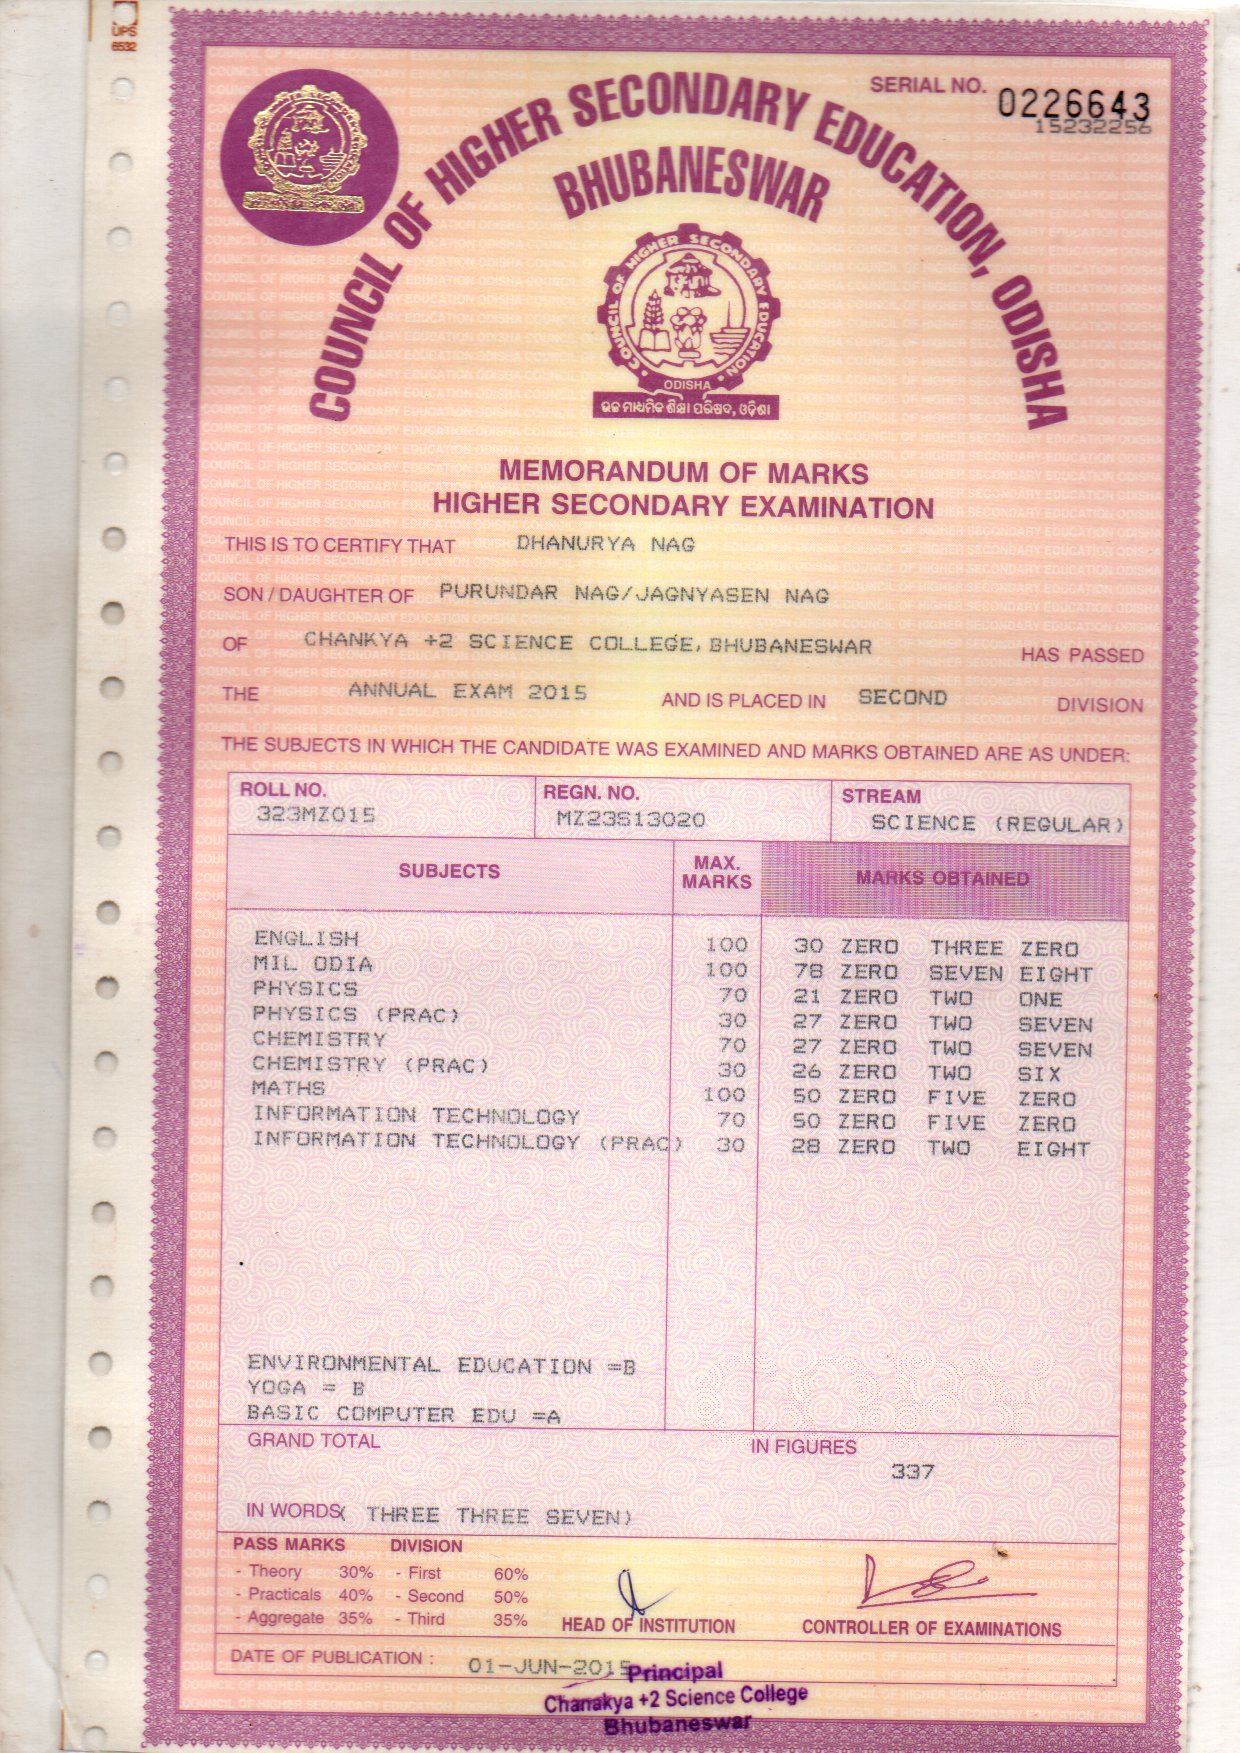 UPS
6532
SERIAL NO. 0226643
15232256
COUNCIL OF HIGHER SECONDARY EDUCATION, ODISHA
BHUBANESWAR
COUNCIL OF HIGHER SECONDARY EDUCATION
ODISHA
ଉଚ୍ଚ ମାଧ୍ୟମିକ ଶିକ୍ଷା ପରିଷଦ, ଓଡ଼ିଶା
MEMORANDUM OF MARKS
HIGHER SECONDARY EXAMINATION
THIS IS TO CERTIFY THAT DHANURYA NAG
SON / DAUGHTER OF PURUNDAR NAG/JAGNYASEN NAG
OF CHANKYA +2 SCIENCE COLLEGE,BHUBANESWAR HAS PASSED
THE ANNUAL EXAM 2015 AND IS PLACED IN SECOND DIVISION
THE SUBJECTS IN WHICH THE CANDIDATE WAS EXAMINED AND MARKS OBTAINED ARE AS UNDER:
ROLL NO. REGN. NO. STREAM
323MZ015 MZ23S13020 SCIENCE (REGULAR)
SUBJECTS MAX. MARKS MARKS OBTAINED
ENGLISH 100 30 ZERO THREE ZERO
MIL ODIA 100 78 ZERO SEVEN EIGHT
PHYSICS 70 21 ZERO TWO ONE
PHYSICS (PRAC) 30 27 ZERO TWO SEVEN
CHEMISTRY 70 27 ZERO TWO SEVEN
CHEMISTRY (PRAC) 30 26 ZERO TWO SIX
MATHS 100 50 ZERO FIVE ZERO
INFORMATION TECHNOLOGY 70 50 ZERO FIVE ZERO
INFORMATION TECHNOLOGY (PRAC) 30 28 ZERO TWO EIGHT
ENVIRONMENTAL EDUCATION =B
YOGA = B
BASIC COMPUTER EDU =A
GRAND TOTAL IN FIGURES
337
IN WORDS( THREE THREE SEVEN)
PASS MARKS DIVISION
- Theory 30% - First 60%
- Practicals 40% - Second 50%
- Aggregate 35% - Third 35%
HEAD OF INSTITUTION CONTROLLER OF EXAMINATIONS
DATE OF PUBLICATION : 01-JUN-2015
Principal
Chanakya +2 Science College
Bhubaneswar